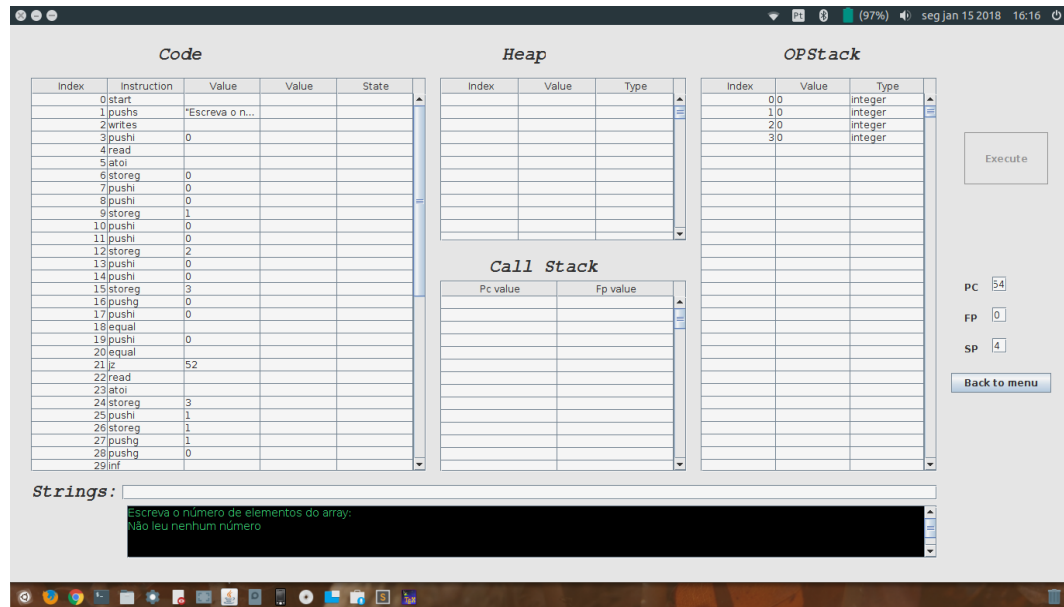 Pt (97%) seg jan 15 2018 16:16
Code Heap OPStack
Index Instruction Value Value State
0 start
1 pushs "Escreva o n...
2 writes
3 pushi 0
4 read
5 atoi
6 storeg 0
7 pushi 0
8 pushi 0
9 storeg 1
10 pushi 0
11 pushi 0
12 storeg 2
13 pushi 0
14 pushi 0
15 storeg 3
16 pushg 0
17 pushi 0
18 equal
19 pushi 0
20 equal
21 jz 52
22 read
23 atoi
24 storeg 3
25 pushi 1
26 storeg 1
27 pushg 1
28 pushg 0
29 inf
Index Value Type
Call Stack
Pc value Fp value
Index Value Type
0 0 integer
1 0 integer
2 0 integer
3 0 integer
Execute
PC 54
FP 0
SP 4
Back to menu
Strings:
Escreva o número de elementos do array:
Não leu nenhum número